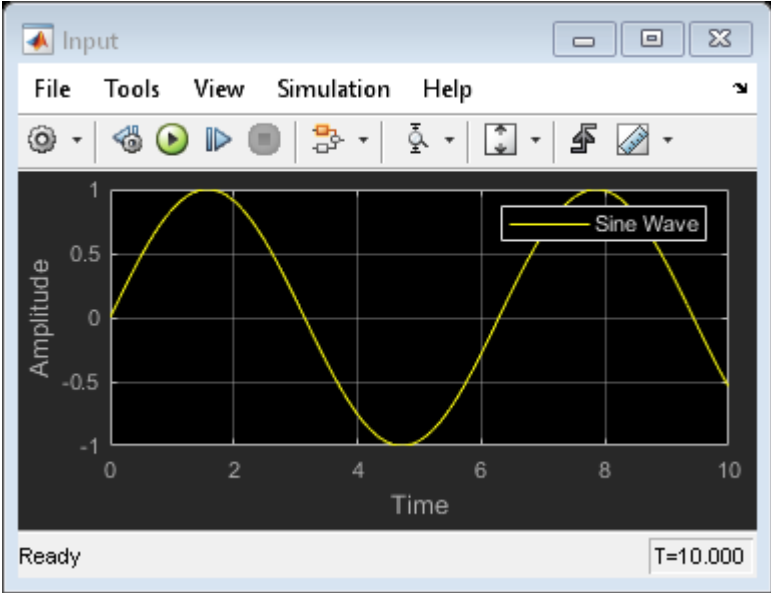 Input
File Tools View Simulation Help
1
0.5
0
-0.5
-1
Amplitude
Sine Wave
0 2 4 6 8 10
Time
Ready T=10.000